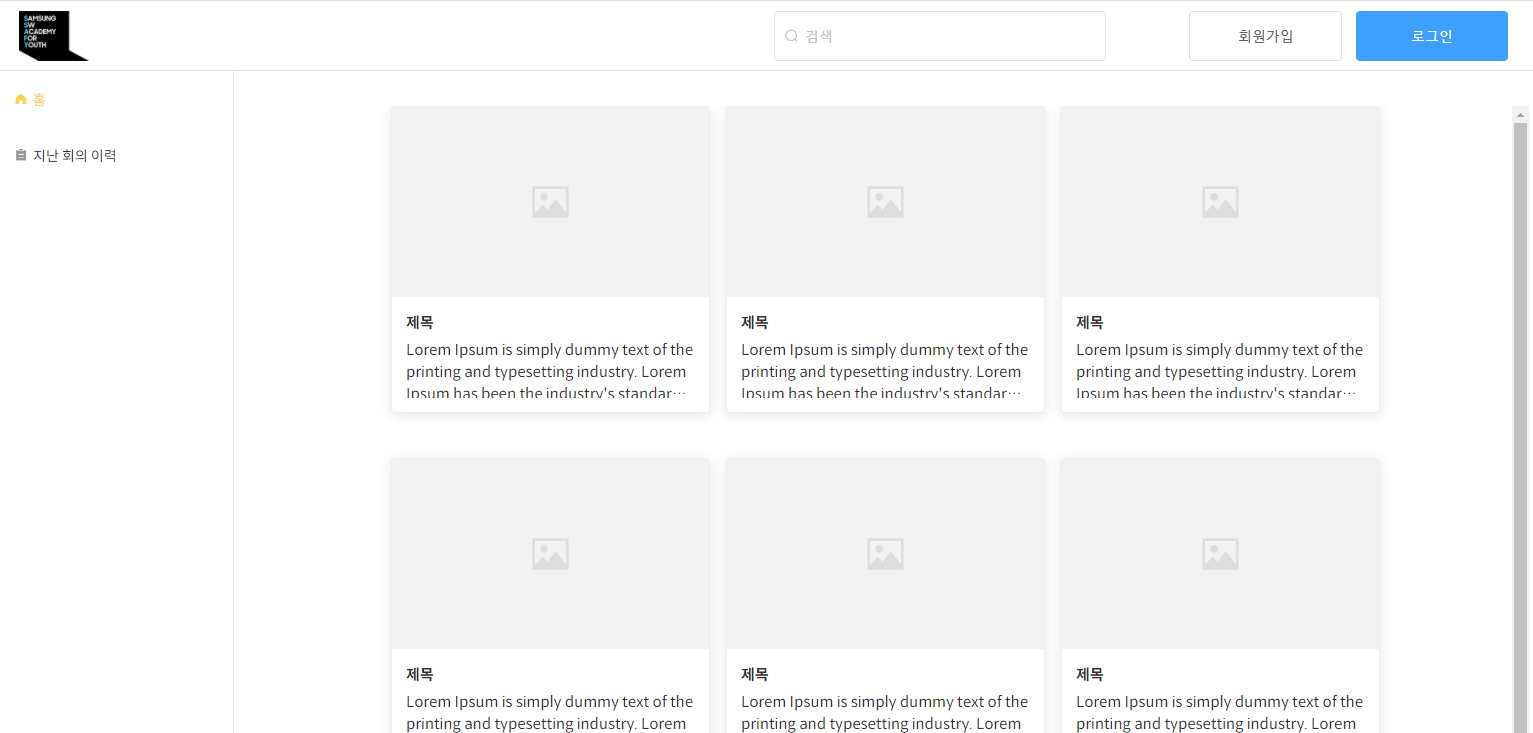 SAMSUNG
SW
ACADEMY
FOR
YOUTH
검색
회원가입
로그인
홈
지난 회의 이력
제목
Lorem Ipsum is simply dummy text of the
printing and typesetting industry. Lorem
Ipsum has been the industry's standar…
제목
Lorem Ipsum is simply dummy text of the
printing and typesetting industry. Lorem
Ipsum has been the industry's standar…
제목
Lorem Ipsum is simply dummy text of the
printing and typesetting industry. Lorem
Ipsum has been the industry's standar…
제목
Lorem Ipsum is simply dummy text of the
printing and typesetting industry. Lorem
제목
Lorem Ipsum is simply dummy text of the
printing and typesetting industry. Lorem
제목
Lorem Ipsum is simply dummy text of the
printing and typesetting industry. Lorem